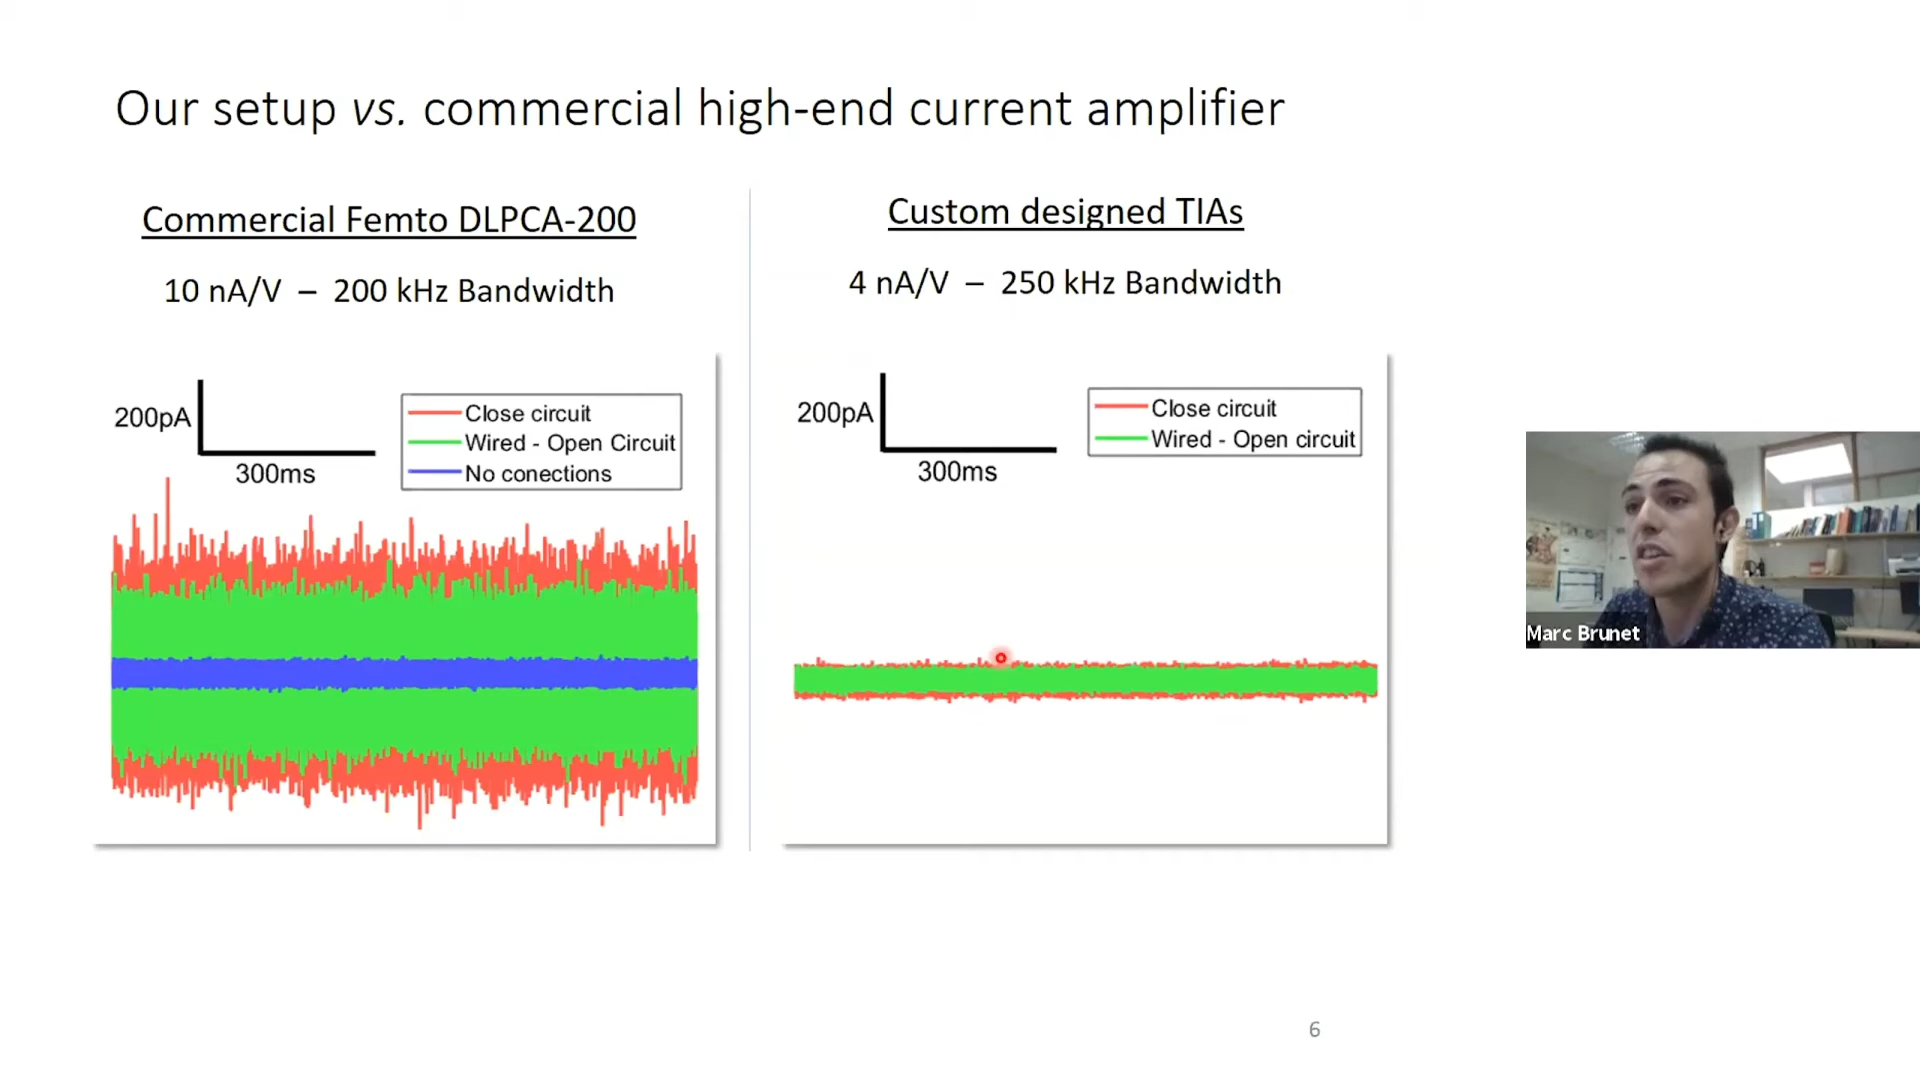 Our setup vs. commercial high-end current amplifier
Commercial Femto DLPCA-200
10 nA/V – 200 kHz Bandwidth
200pA
300ms
Close circuit
Wired - Open Circuit
No conections
Custom designed TIAs
4 nA/V – 250 kHz Bandwidth
200pA
300ms
Close circuit
Wired - Open circuit
Marc Brunet
6